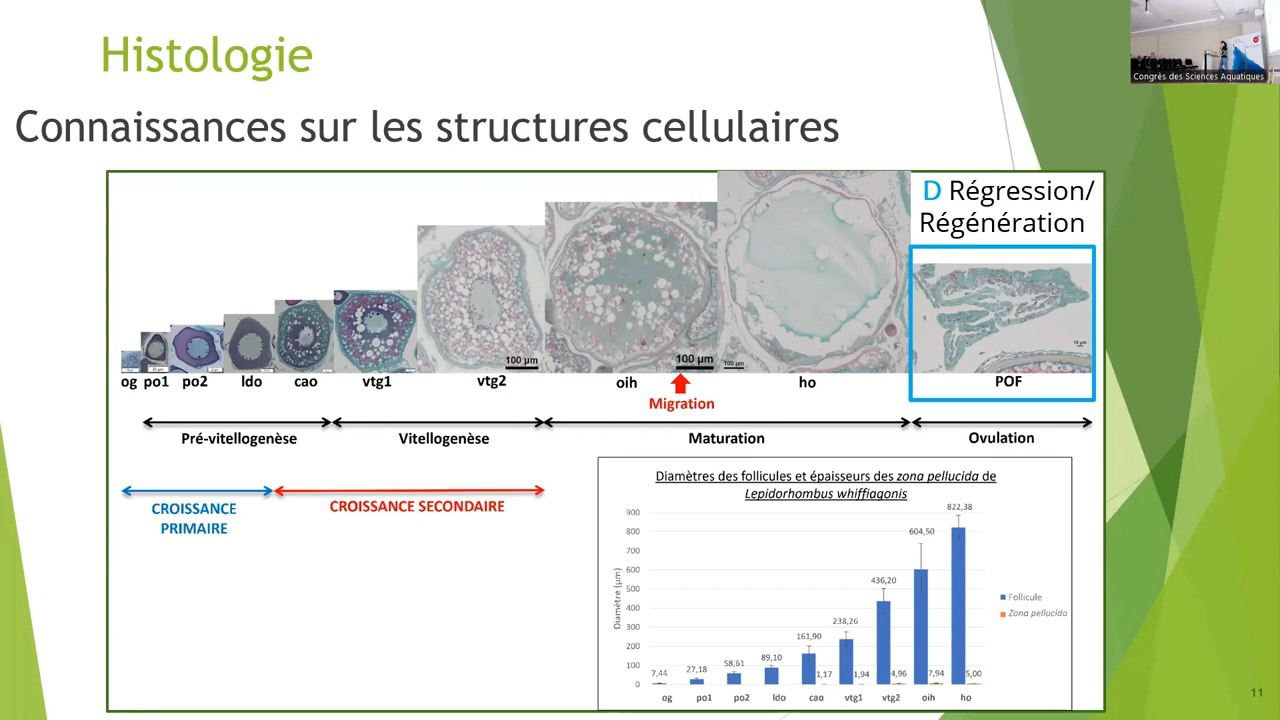 Histologie
Congrès des Sciences Aquatiques
Connaissances sur les structures cellulaires
D Régression/
Régénération
100 µm
100 µm
100 µm
10 µm
og po1 po2 ldo cao vtg1 vtg2 oih ho POF
Migration
Pré-vitellogenèse Vitellogenèse Maturation Ovulation
CROISSANCE
PRIMAIRE
CROISSANCE SECONDAIRE
Diamètres des follicules et épaisseurs des zona pellucida de
Lepidorhombus whiffiagonis
Diamètre (µm)
900
800
700
600
500
400
300
200
100
0
7,44 27,18 58,61 89,10 161,90 238,26 436,20 604,50 822,38
1,17 1,94 4,96 7,94 5,00
og po1 po2 ldo cao vtg1 vtg2 oih ho
Follicule
Zona pellucida
11